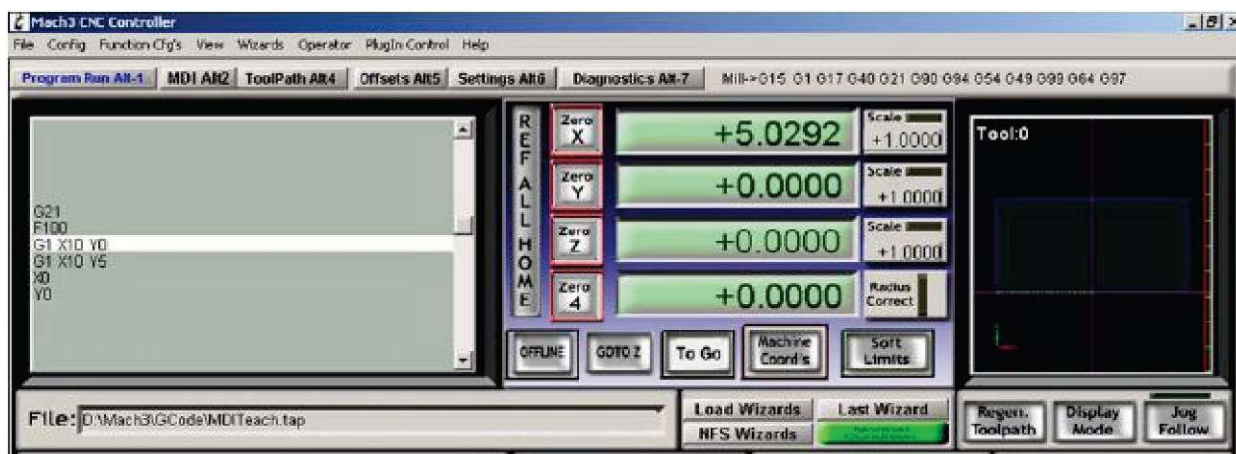 Mach3 CNC Controller
File Config Function Cfg's View Wizards Operator PlugIn Control Help
Program Run Alt-1 MDI Alt2 ToolPath Alt4 Offsets Alt5 Settings Alt6 Diagnostics Alt-7 Mill->G15 G1 G17 G40 G21 G90 G94 G54 G49 G99 G64 G97
G21
F100
G1 X10 Y0
G1 X10 Y5
X0
Y0
REF ALL HOME
Zero X +5.0292 Scale +1.0000
Zero Y +0.0000 Scale +1.0000
Zero Z +0.0000 Scale +1.0000
Zero 4 +0.0000 Radius Correct
OFFLINE GOTO Z To Go Machine Coord's Soft Limits
Tool:0
File: D:\Mach3\GCode\MDITeach.tap
Load Wizards Last Wizard
NFS Wizards
Regen. Toolpath Display Mode Jog Follow